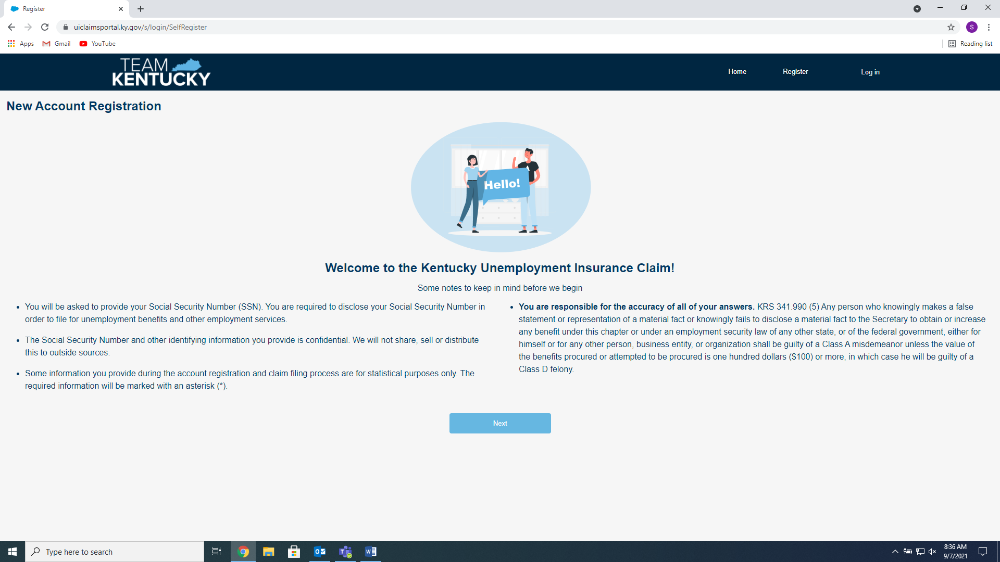 Register
uiclaimsportal.ky.gov/s/login/SelfRegister
S
Apps
Gmail
YouTube
Reading list
TEAM
KENTUCKY
Home
Register
Log in
New Account Registration
Hello!
Welcome to the Kentucky Unemployment Insurance Claim!
Some notes to keep in mind before we begin
• You will be asked to provide your Social Security Number (SSN). You are required to disclose your Social Security Number in
order to file for unemployment benefits and other employment services.
• The Social Security Number and other identifying information you provide is confidential. We will not share, sell or distribute
this to outside sources.
• Some information you provide during the account registration and claim filing process are for statistical purposes only. The
required information will be marked with an asterisk (*).
• You are responsible for the accuracy of all of your answers. KRS 341.990 (5) Any person who knowingly makes a false
statement or representation of a material fact or knowingly fails to disclose a material fact to the Secretary to obtain or increase
any benefit under this chapter or under an employment security law of any other state, or of the federal government, either for
himself or for any other person, business entity, or organization shall be guilty of a Class A misdemeanor unless the value of
the benefits procured or attempted to be procured is one hundred dollars ($100) or more, in which case he will be guilty of a
Class D felony.
Next
Type here to search
8:36 AM
9/7/2021